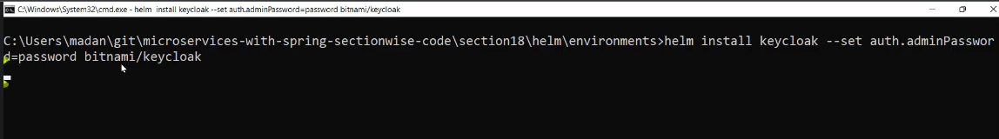 C:\Windows\System32\cmd.exe - helm  install keycloak --set auth.adminPassword=password bitnami/keycloak
C:\Users\madan\git\microservices-with-spring-sectionwise-code\section18\helm\environments>helm install keycloak --set auth.adminPasswor
d=password bitnami/keycloak